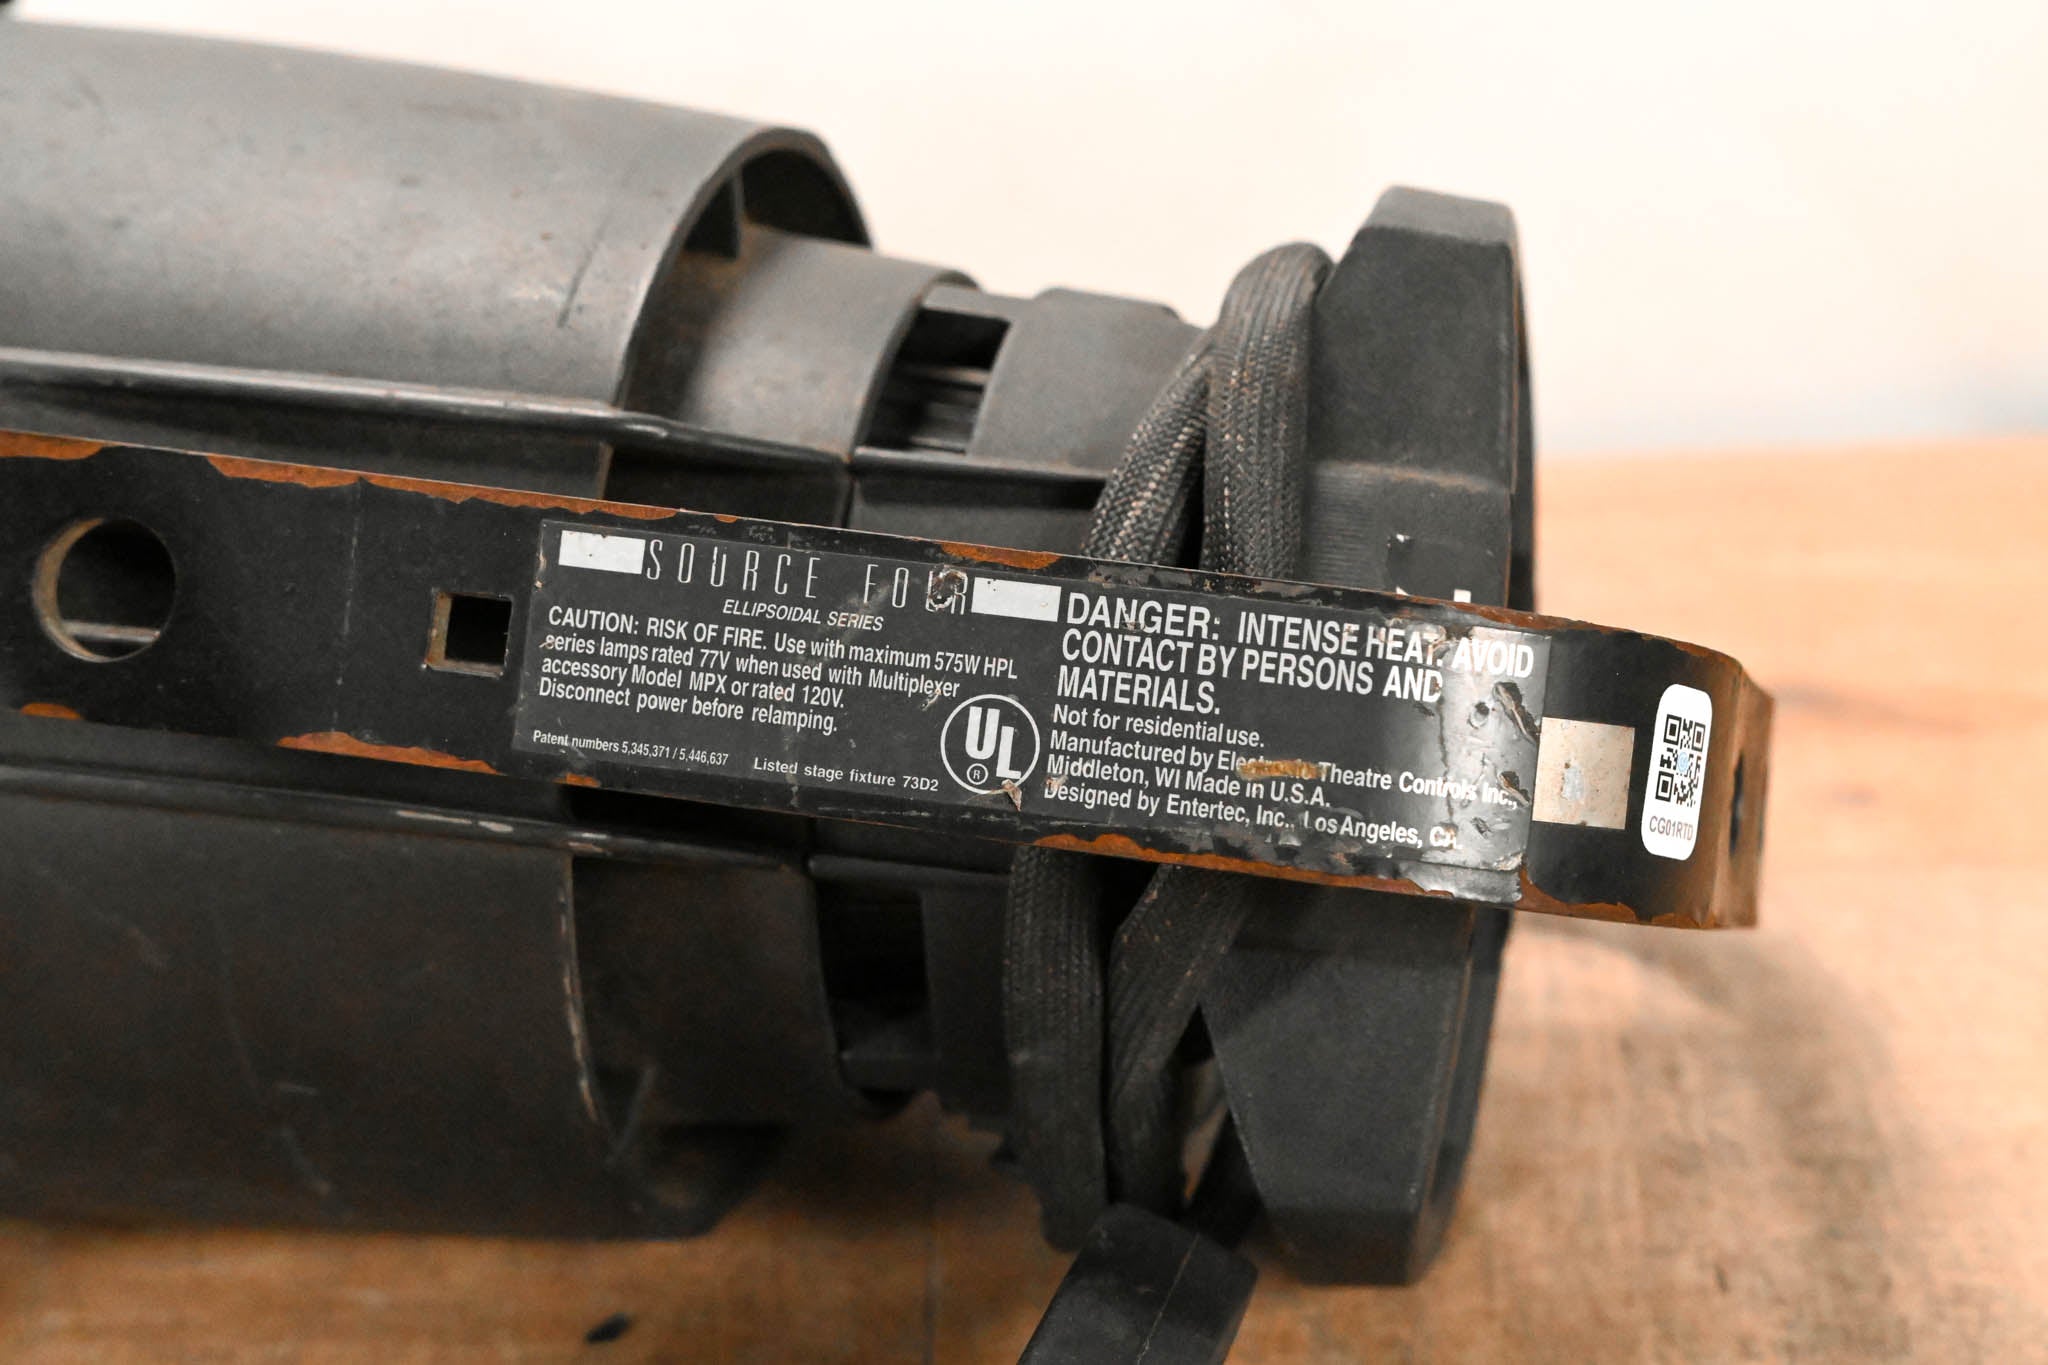 SOURCE FOUR
ELLIPSOIDAL SERIES
CAUTION: RISK OF FIRE. Use with maximum 575W HPL
series lamps rated 77V when used with Multiplexer
accessory Model MPX or rated 120V.
Disconnect power before relamping.
Patent numbers 5,345,371 / 5,446,637
Listed stage fixture 73D2
UL
®
DANGER: INTENSE HEAT. AVOID
CONTACT BY PERSONS AND
MATERIALS.
Not for residential use.
Manufactured by Electronic Theatre Controls Inc.,
Middleton, WI Made in U.S.A.
Designed by Entertec, Inc., Los Angeles, CA.
CG01RTD